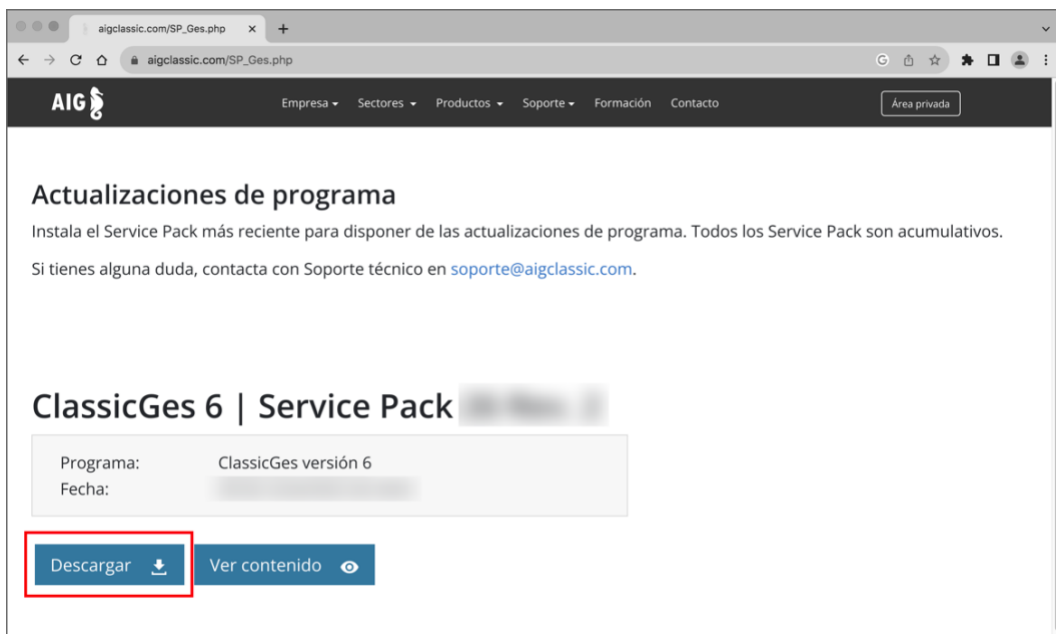 aigclassic.com/SP_Ges.php
aigclassic.com/SP_Ges.php
AIG Empresa Sectores Productos Soporte Formación Contacto Área privada
Actualizaciones de programa
Instala el Service Pack más reciente para disponer de las actualizaciones de programa. Todos los Service Pack son acumulativos.
Si tienes alguna duda, contacta con Soporte técnico en soporte@aigclassic.com.
ClassicGes 6 | Service Pack
Programa: ClassicGes versión 6
Fecha:
Descargar Ver contenido